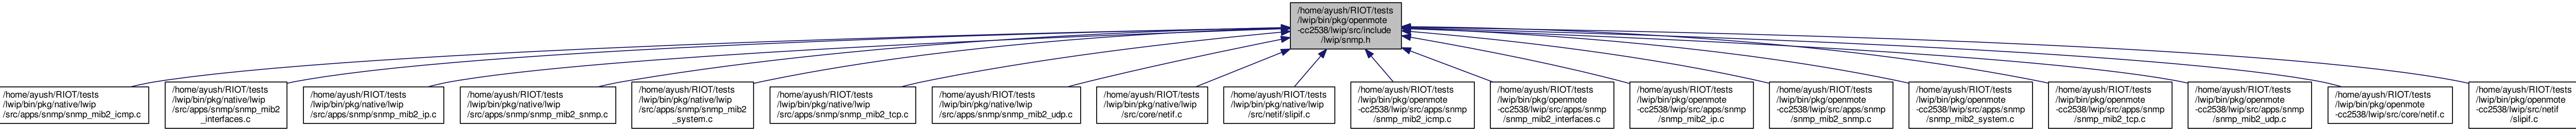 /home/ayush/RIOT/tests
/lwip/bin/pkg/openmote
-cc2538/lwip/src/include
/lwip/snmp.h
/home/ayush/RIOT/tests
/lwip/bin/pkg/native/lwip
/src/apps/snmp/snmp_mib2_icmp.c
/home/ayush/RIOT/tests
/lwip/bin/pkg/native/lwip
/src/apps/snmp/snmp_mib2
_interfaces.c
/home/ayush/RIOT/tests
/lwip/bin/pkg/native/lwip
/src/apps/snmp/snmp_mib2_ip.c
/home/ayush/RIOT/tests
/lwip/bin/pkg/native/lwip
/src/apps/snmp/snmp_mib2_snmp.c
/home/ayush/RIOT/tests
/lwip/bin/pkg/native/lwip
/src/apps/snmp/snmp_mib2
_system.c
/home/ayush/RIOT/tests
/lwip/bin/pkg/native/lwip
/src/apps/snmp/snmp_mib2_tcp.c
/home/ayush/RIOT/tests
/lwip/bin/pkg/native/lwip
/src/apps/snmp/snmp_mib2_udp.c
/home/ayush/RIOT/tests
/lwip/bin/pkg/native/lwip
/src/core/netif.c
/home/ayush/RIOT/tests
/lwip/bin/pkg/native/lwip
/src/netif/slipif.c
/home/ayush/RIOT/tests
/lwip/bin/pkg/openmote
-cc2538/lwip/src/apps/snmp
/snmp_mib2_icmp.c
/home/ayush/RIOT/tests
/lwip/bin/pkg/openmote
-cc2538/lwip/src/apps/snmp
/snmp_mib2_interfaces.c
/home/ayush/RIOT/tests
/lwip/bin/pkg/openmote
-cc2538/lwip/src/apps/snmp
/snmp_mib2_ip.c
/home/ayush/RIOT/tests
/lwip/bin/pkg/openmote
-cc2538/lwip/src/apps/snmp
/snmp_mib2_snmp.c
/home/ayush/RIOT/tests
/lwip/bin/pkg/openmote
-cc2538/lwip/src/apps/snmp
/snmp_mib2_system.c
/home/ayush/RIOT/tests
/lwip/bin/pkg/openmote
-cc2538/lwip/src/apps/snmp
/snmp_mib2_tcp.c
/home/ayush/RIOT/tests
/lwip/bin/pkg/openmote
-cc2538/lwip/src/apps/snmp
/snmp_mib2_udp.c
/home/ayush/RIOT/tests
/lwip/bin/pkg/openmote
-cc2538/lwip/src/core/netif.c
/home/ayush/RIOT/tests
/lwip/bin/pkg/openmote
-cc2538/lwip/src/netif
/slipif.c